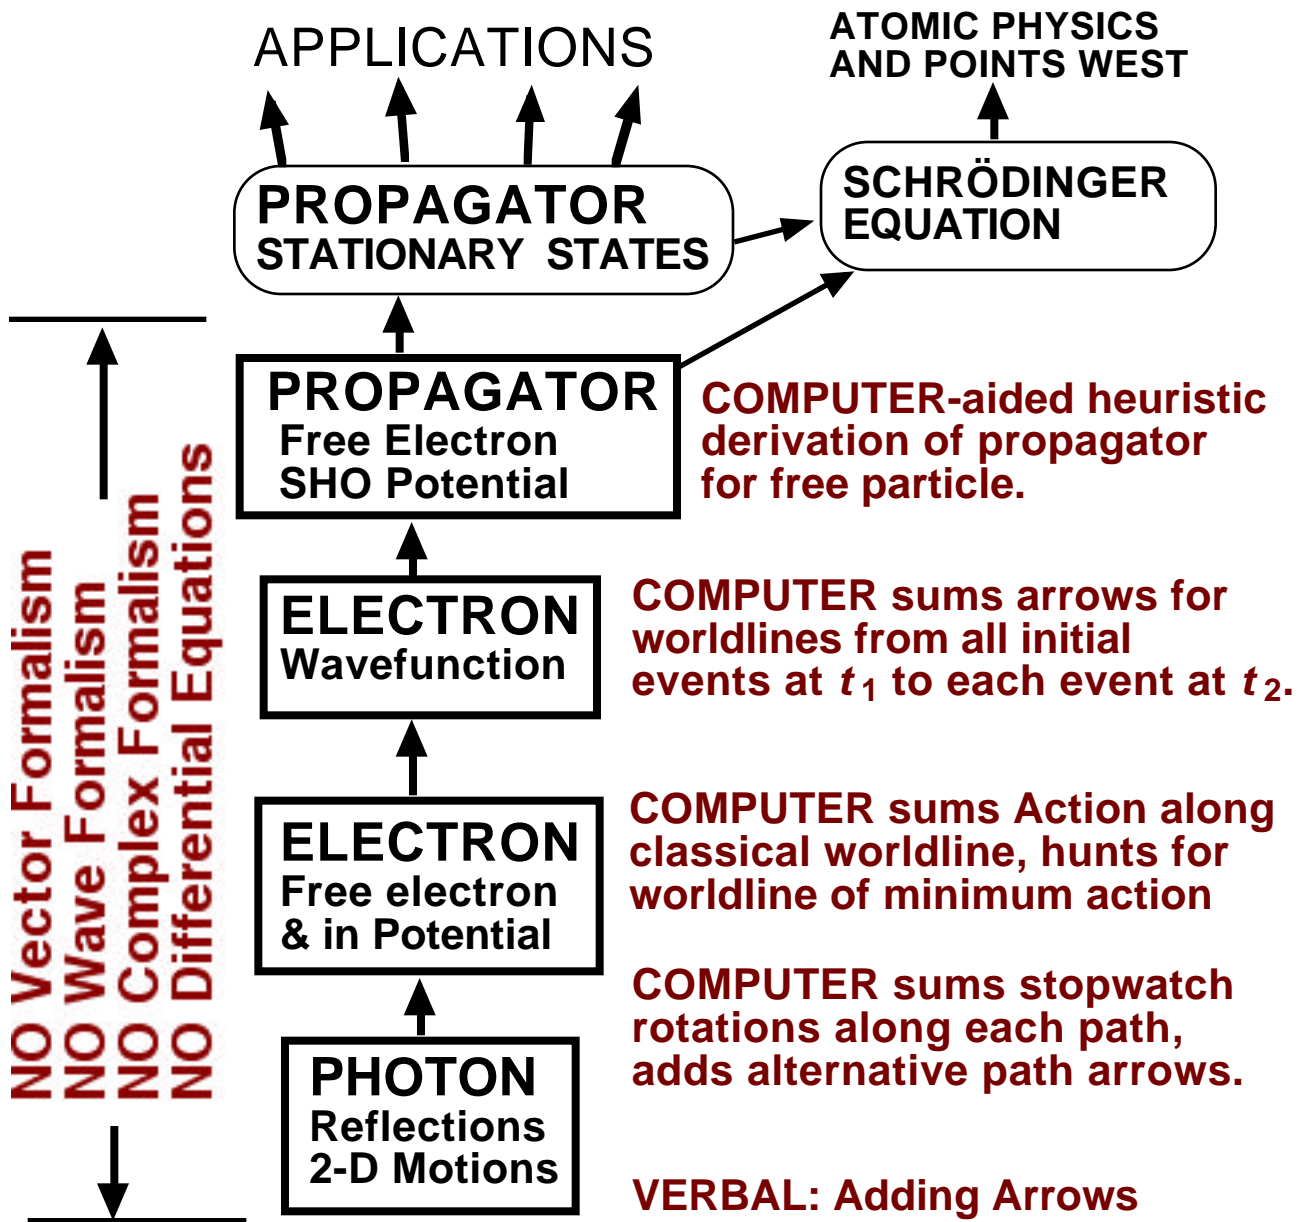 APPLICATIONS
ATOMIC PHYSICS
AND POINTS WEST
PROPAGATOR
STATIONARY STATES
SCHRÖDINGER
EQUATION
PROPAGATOR
Free Electron
SHO Potential
COMPUTER-aided heuristic
derivation of propagator
for free particle.
ELECTRON
Wavefunction
COMPUTER sums arrows for
worldlines from all initial
events at t1 to each event at t2.
ELECTRON
Free electron
& in Potential
COMPUTER sums Action along
classical worldline, hunts for
worldline of minimum action
PHOTON
Reflections
2-D Motions
COMPUTER sums stopwatch
rotations along each path,
adds alternative path arrows.
VERBAL: Adding Arrows
NO Vector Formalism
NO Wave Formalism
NO Complex Formalism
NO Differential Equations